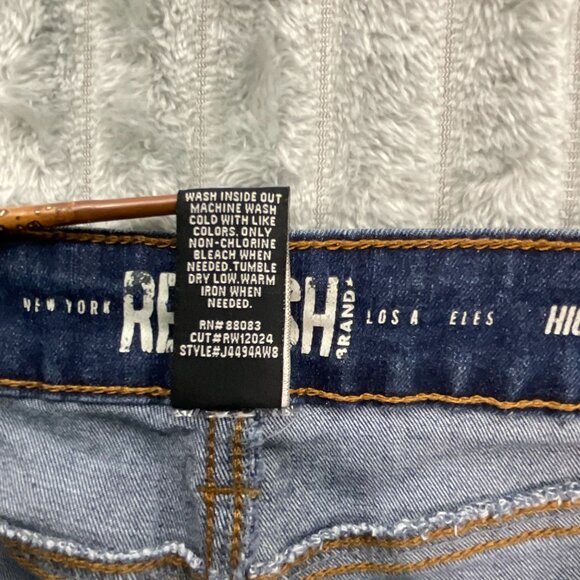 WASH INSIDE OUT
MACHINE WASH
COLD WITH LIKE
COLORS. ONLY
NON-CHLORINE
BLEACH WHEN
NEEDED.TUMBLE
DRY LOW.WARM
IRON WHEN
NEEDED.
RN# 88083
CUT# RW12024
STYLE#J4494AW8
NEW YORK
BRAND
LOS A ELES